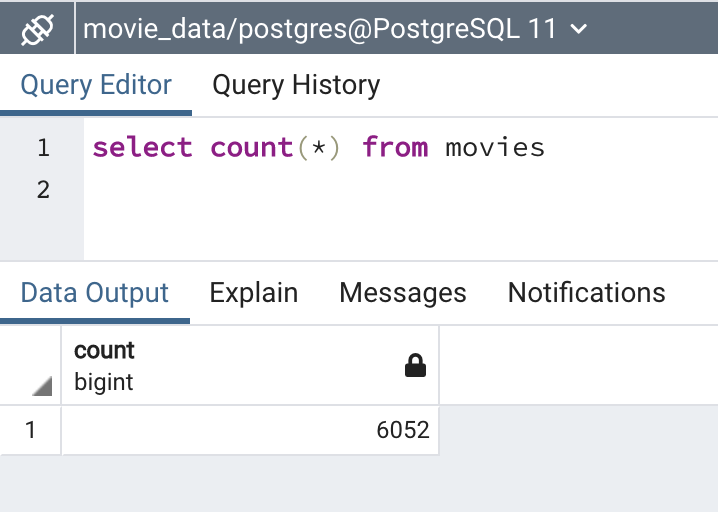 movie_data/postgres@PostgreSQL 11
Query Editor Query History
1 select count(*) from movies
2
Data Output Explain Messages Notifications
count
bigint
1 6052